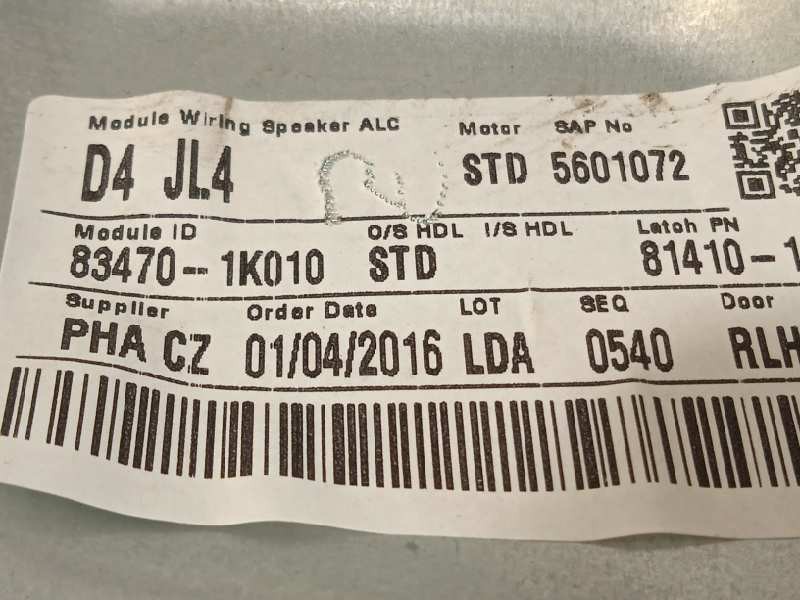 Module Wiring Speaker ALC Motor SAP No
D4 JL4 STD 5601072
Module ID O/S HDL I/S HDL Latch PN
83470-1K010 STD 81410-1
Supplier Order Date LOT SEQ Door
PHA CZ 01/04/2016 LDA 0540 RLH